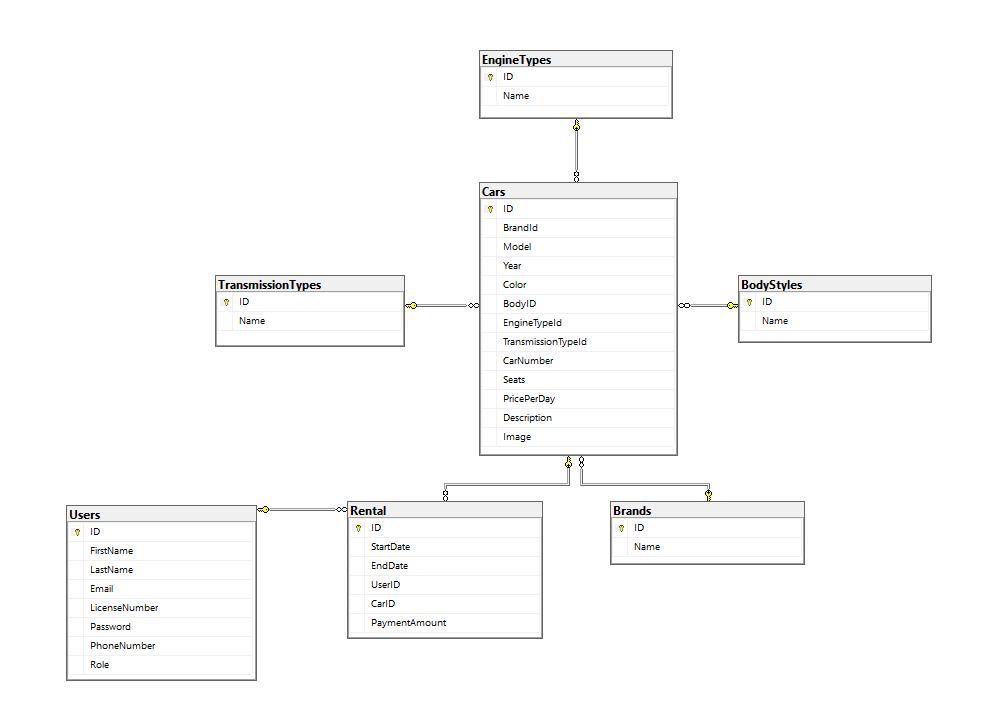 EngineTypes
ID
Name
Cars
ID
BrandId
Model
Year
Color
BodyID
EngineTypeId
TransmissionTypeId
CarNumber
Seats
PricePerDay
Description
Image
TransmissionTypes
ID
Name
BodyStyles
ID
Name
Users
ID
FirstName
LastName
Email
LicenseNumber
Password
PhoneNumber
Role
Rental
ID
StartDate
EndDate
UserID
CarID
PaymentAmount
Brands
ID
Name